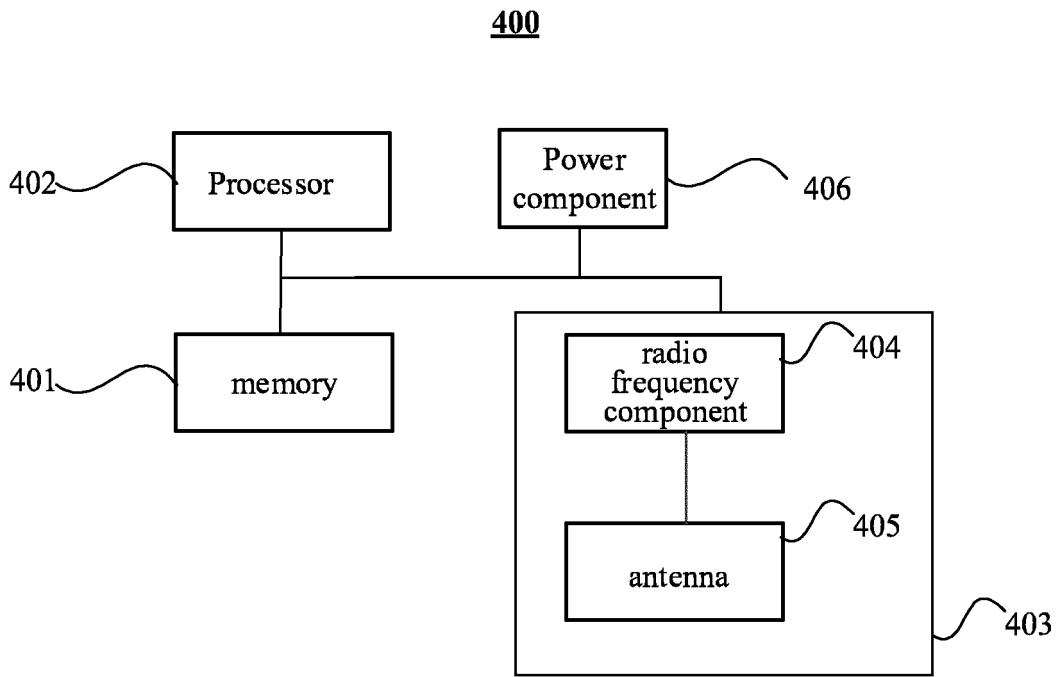 400
402
Processor
Power
component
406
401
memory
radio
frequency
component
404
antenna
405
403